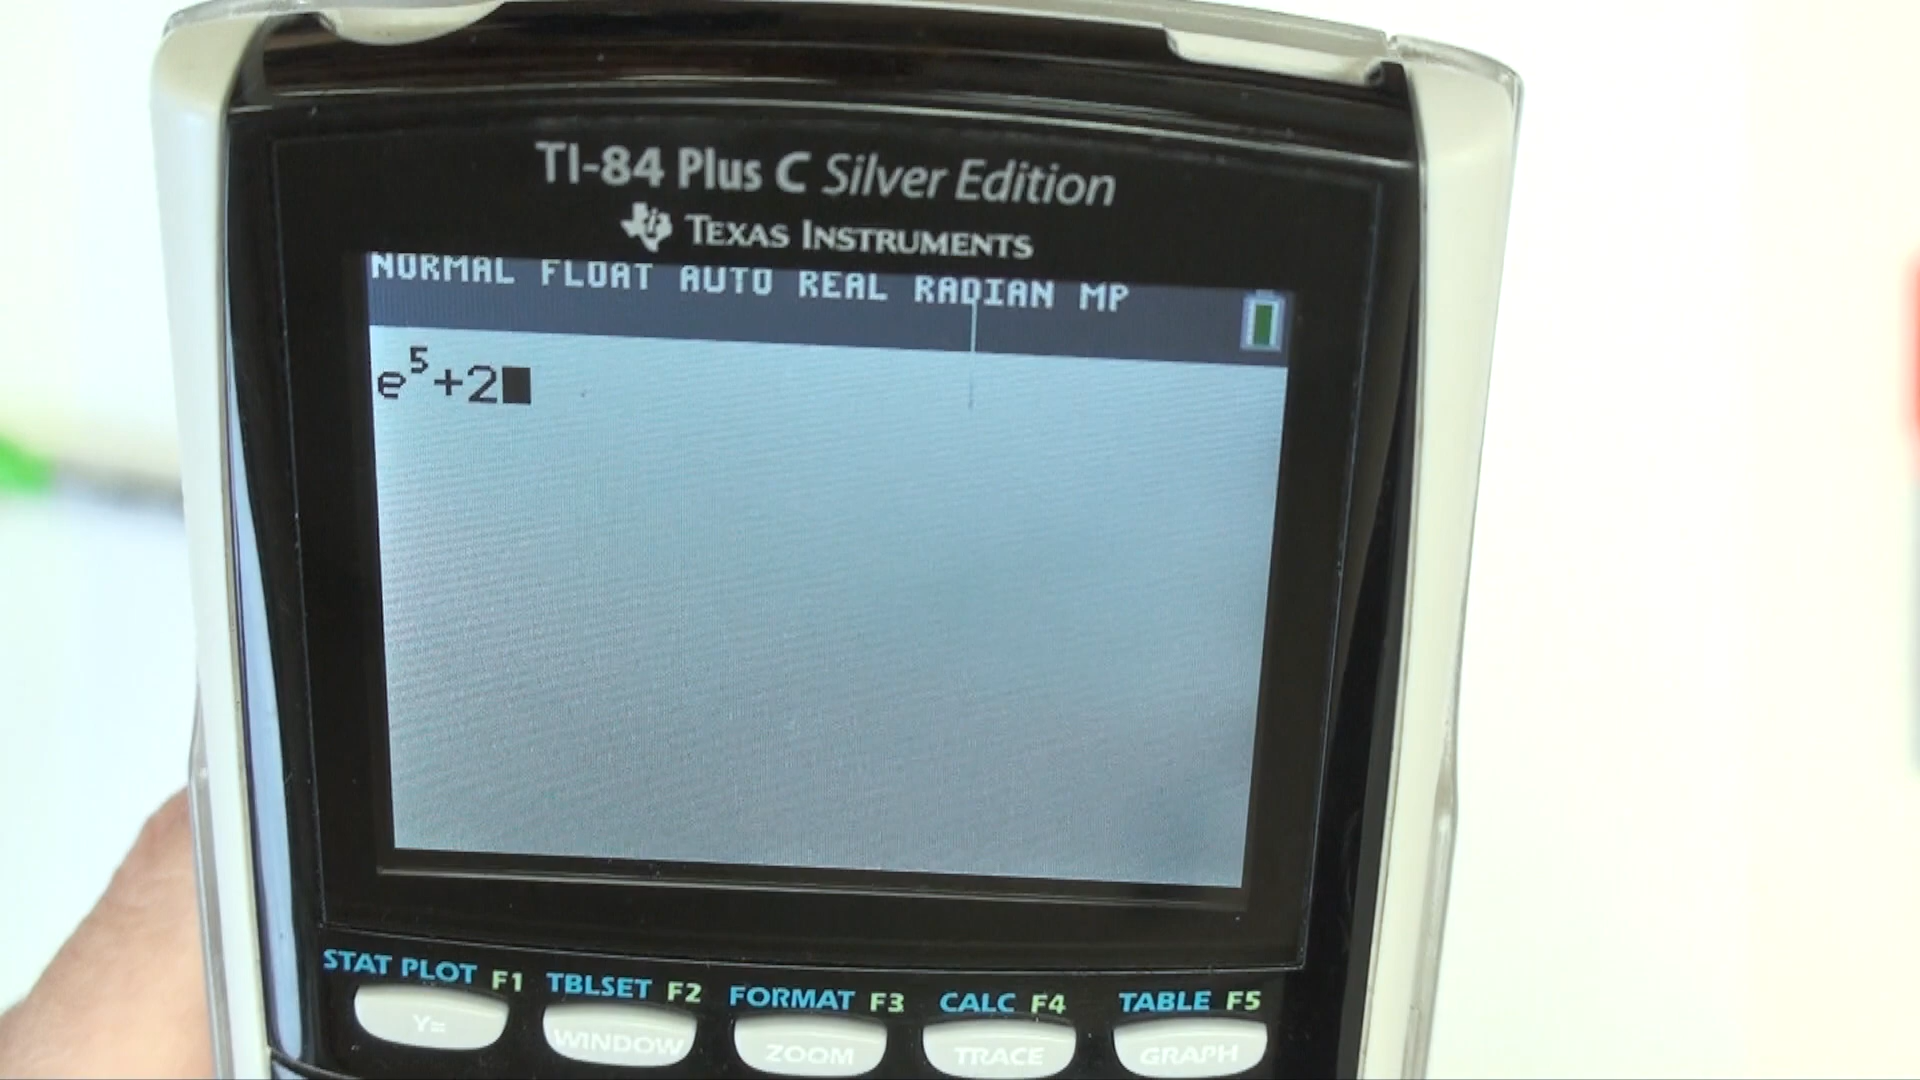 TI-84 Plus C Silver Edition
TEXAS INSTRUMENTS
NORMAL FLOAT AUTO REAL RADIAN MP
e⁵+2
STAT PLOT F1 TBLSET F2 FORMAT F3 CALC F4 TABLE F5
Y= WINDOW ZOOM TRACE GRAPH